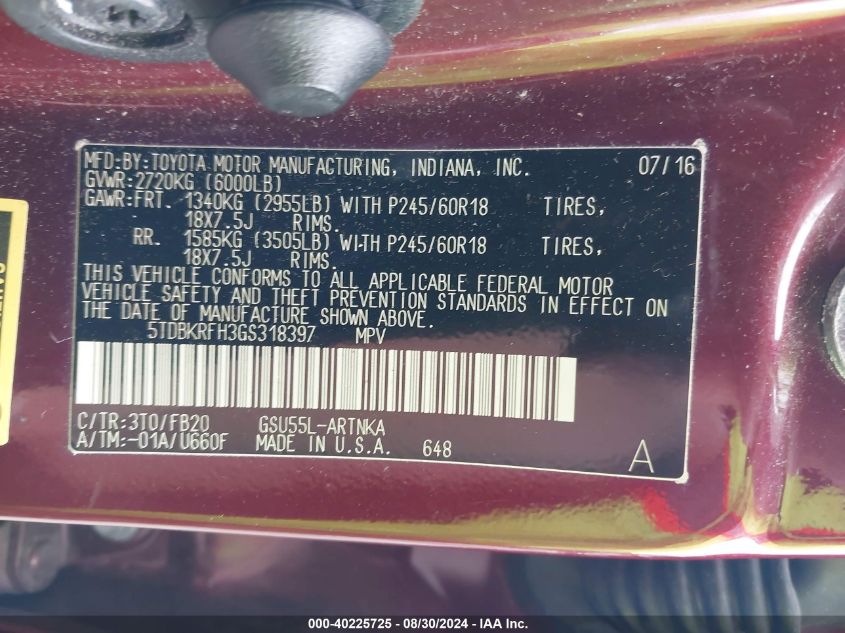 MFD.BY:TOYOTA MOTOR MANUFACTURING, INDIANA, INC. 07/16
GVWR:2720KG (6000LB)
GAWR:FRT. 1340KG (2955LB) WITH P245/60R18 TIRES,
18X7.5J RIMS.
RR. 1585KG (3505LB) WITH P245/60R18 TIRES,
18X7.5J RIMS.
THIS VEHICLE CONFORMS TO ALL APPLICABLE FEDERAL MOTOR
VEHICLE SAFETY AND THEFT PREVENTION STANDARDS IN EFFECT ON
THE DATE OF MANUFACTURE SHOWN ABOVE.
5TDBKRFH3GS318397 MPV
C/TR:3T0/FB20 GSU55L-ARTNKA
A/TM:-01A/U660F MADE IN U.S.A. 648 A
000-40225725 - 08/30/2024 - IAA Inc.